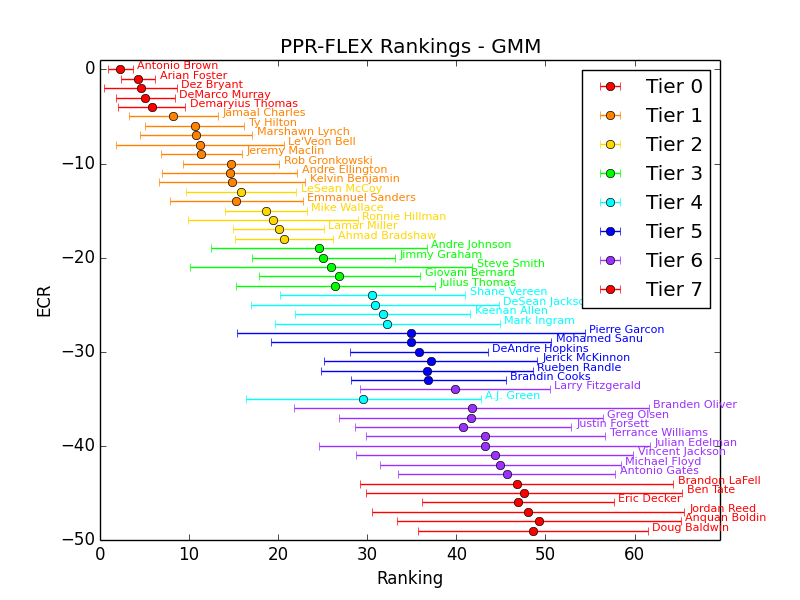 PPR-FLEX Rankings - GMM
0
−10
−20
−30
−40
−50
ECR
Antonio Brown
Arian Foster
Dez Bryant
DeMarco Murray
Demaryius Thomas
Jamaal Charles
Ty Hilton
Marshawn Lynch
Le'Veon Bell
Jeremy Maclin
Rob Gronkowski
Andre Ellington
Kelvin Benjamin
LeSean McCoy
Emmanuel Sanders
Mike Wallace
Ronnie Hillman
Lamar Miller
Ahmad Bradshaw
Andre Johnson
Jimmy Graham
Steve Smith
Giovani Bernard
Julius Thomas
Shane Vereen
DeSean Jackso
Keenan Allen
Mark Ingram
Pierre Garcon
Mohamed Sanu
DeAndre Hopkins
Jerick McKinnon
Rueben Randle
Brandin Cooks
Larry Fitzgerald
A.J. Green
Branden Oliver
Greg Olsen
Justin Forsett
Terrance Williams
Julian Edelman
Vincent Jackson
Michael Floyd
Antonio Gates
Brandon LaFell
Ben Tate
Eric Decker
Jordan Reed
Anquan Boldin
Doug Baldwin
Tier 0
Tier 1
Tier 2
Tier 3
Tier 4
Tier 5
Tier 6
Tier 7
0 10 20 30 40 50 60
Ranking